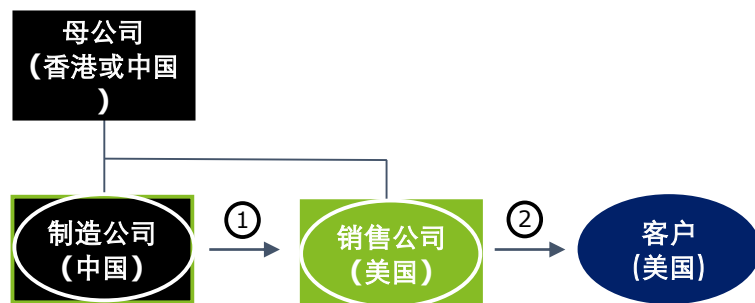 母公司
（香港或中国
）
制造公司
（中国）
①
销售公司
（美国）
②
客户
(美国)